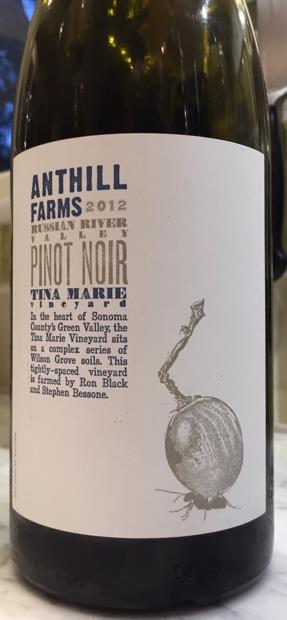 ANTHILL
FARMS 2012
RUSSIAN RIVER
VALLEY
PINOT NOIR
TINA MARIE
vineyard
In the heart of Sonoma
County's Green Valley, the
Tina Marie Vineyard sits
on a complex series of
Wilson Grove soils. This
tightly-spaced vineyard
is farmed by Ron Black
and Stephen Bessone.